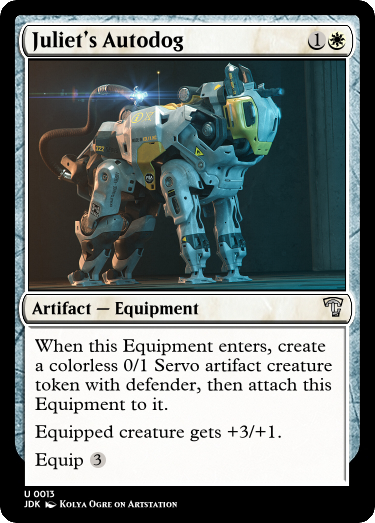 Juliet's Autodog 1
Artifact — Equipment
When this Equipment enters, create
a colorless 0/1 Servo artifact creature
token with defender, then attach this
Equipment to it.
Equipped creature gets +3/+1.
Equip 3
U 0013
JDK Kolya Ogre on Artstation